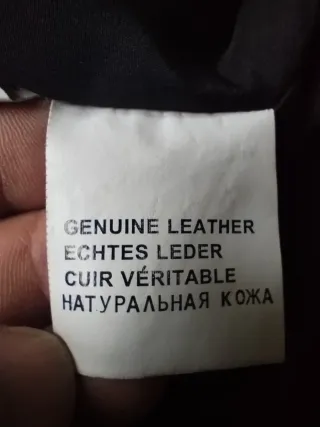 GENUINE LEATHER
ECHTES LEDER
CUIR VÉRITABLE
НАТУРАЛЬНАЯ КОЖА